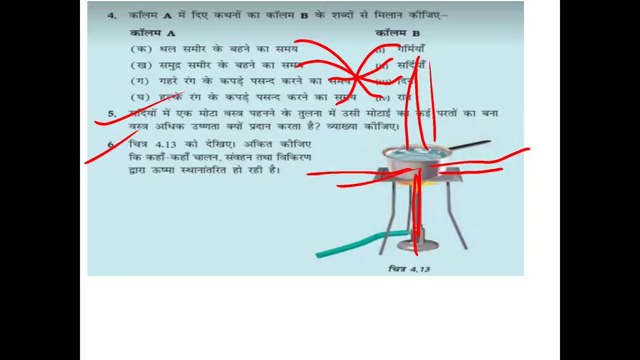 4. कॉलम A में दिए कथनों का कॉलम B के शब्दों से मिलान कीजिए–
कॉलम A कॉलम B
(क) थल समीर के बहने का समय (i) गर्मियाँ
(ख) समुद्र समीर के बहने का समय सर्दियाँ
(ग) गहरे रंग के कपड़े पसन्द करने का समय (iii)
(घ) हल्के रंग के कपड़े पसन्द करने का समय (iv)
5. सर्दियों में एक मोटा वस्त्र पहनने के तुलना में उसी मोटाई का कई परतों का बना
वस्त्र अधिक उष्णता क्यों प्रदान करता है? व्याख्या कीजिए।
6. चित्र 4.13 को देखिए। अंकित कीजिए
कि कहाँ-कहाँ चालन, संवहन तथा विकिरण
द्वारा ऊष्मा स्थानांतरित हो रही है।
चित्र 4.13